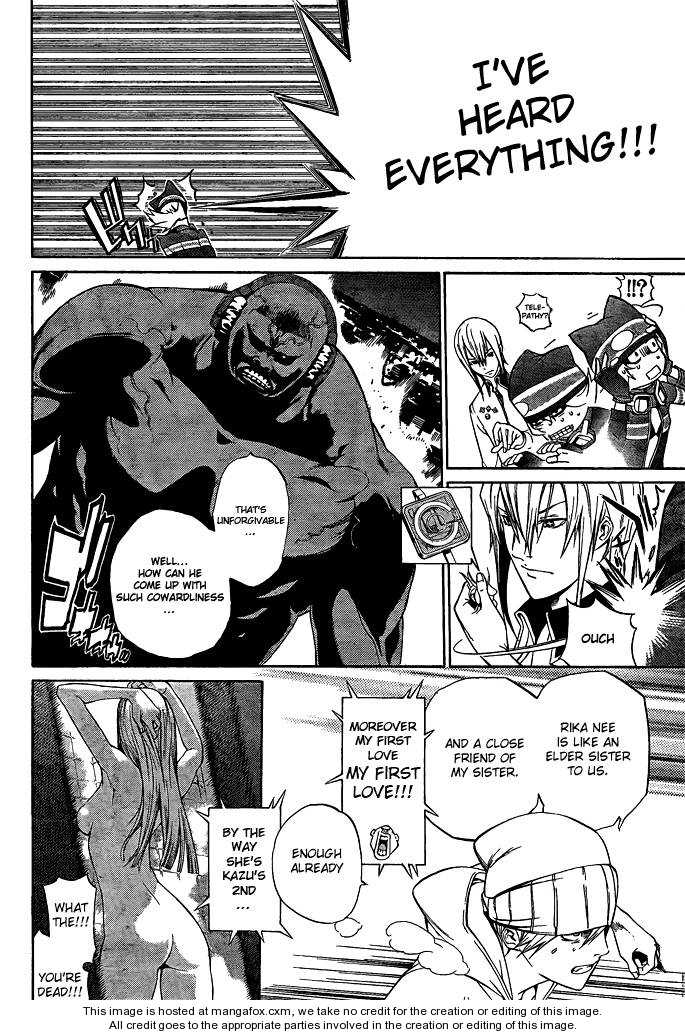 I'VE
HEARD
EVERYTHING!!!
!!?
TELE-
PATHY?
THAT'S
UNFORGIVABLE
...
WELL...
HOW CAN HE
COME UP WITH
SUCH COWARDLINESS
...
OUCH
RIKA NEE
IS LIKE AN
ELDER SISTER
TO US.
AND A CLOSE
FRIEND OF
MY SISTER.
MOREOVER
MY FIRST
LOVE
MY FIRST
LOVE!!!
ENOUGH
ALREADY
BY THE
WAY
SHE'S
KAZU'S
2ND
...
WHAT
THE!!!
YOU'RE
DEAD!!!
This image is hosted at mangafox.cxm, we take no credit for the creation or editing of this image.
All credit goes to the appropriate parties involved in the creation or editing of this image.